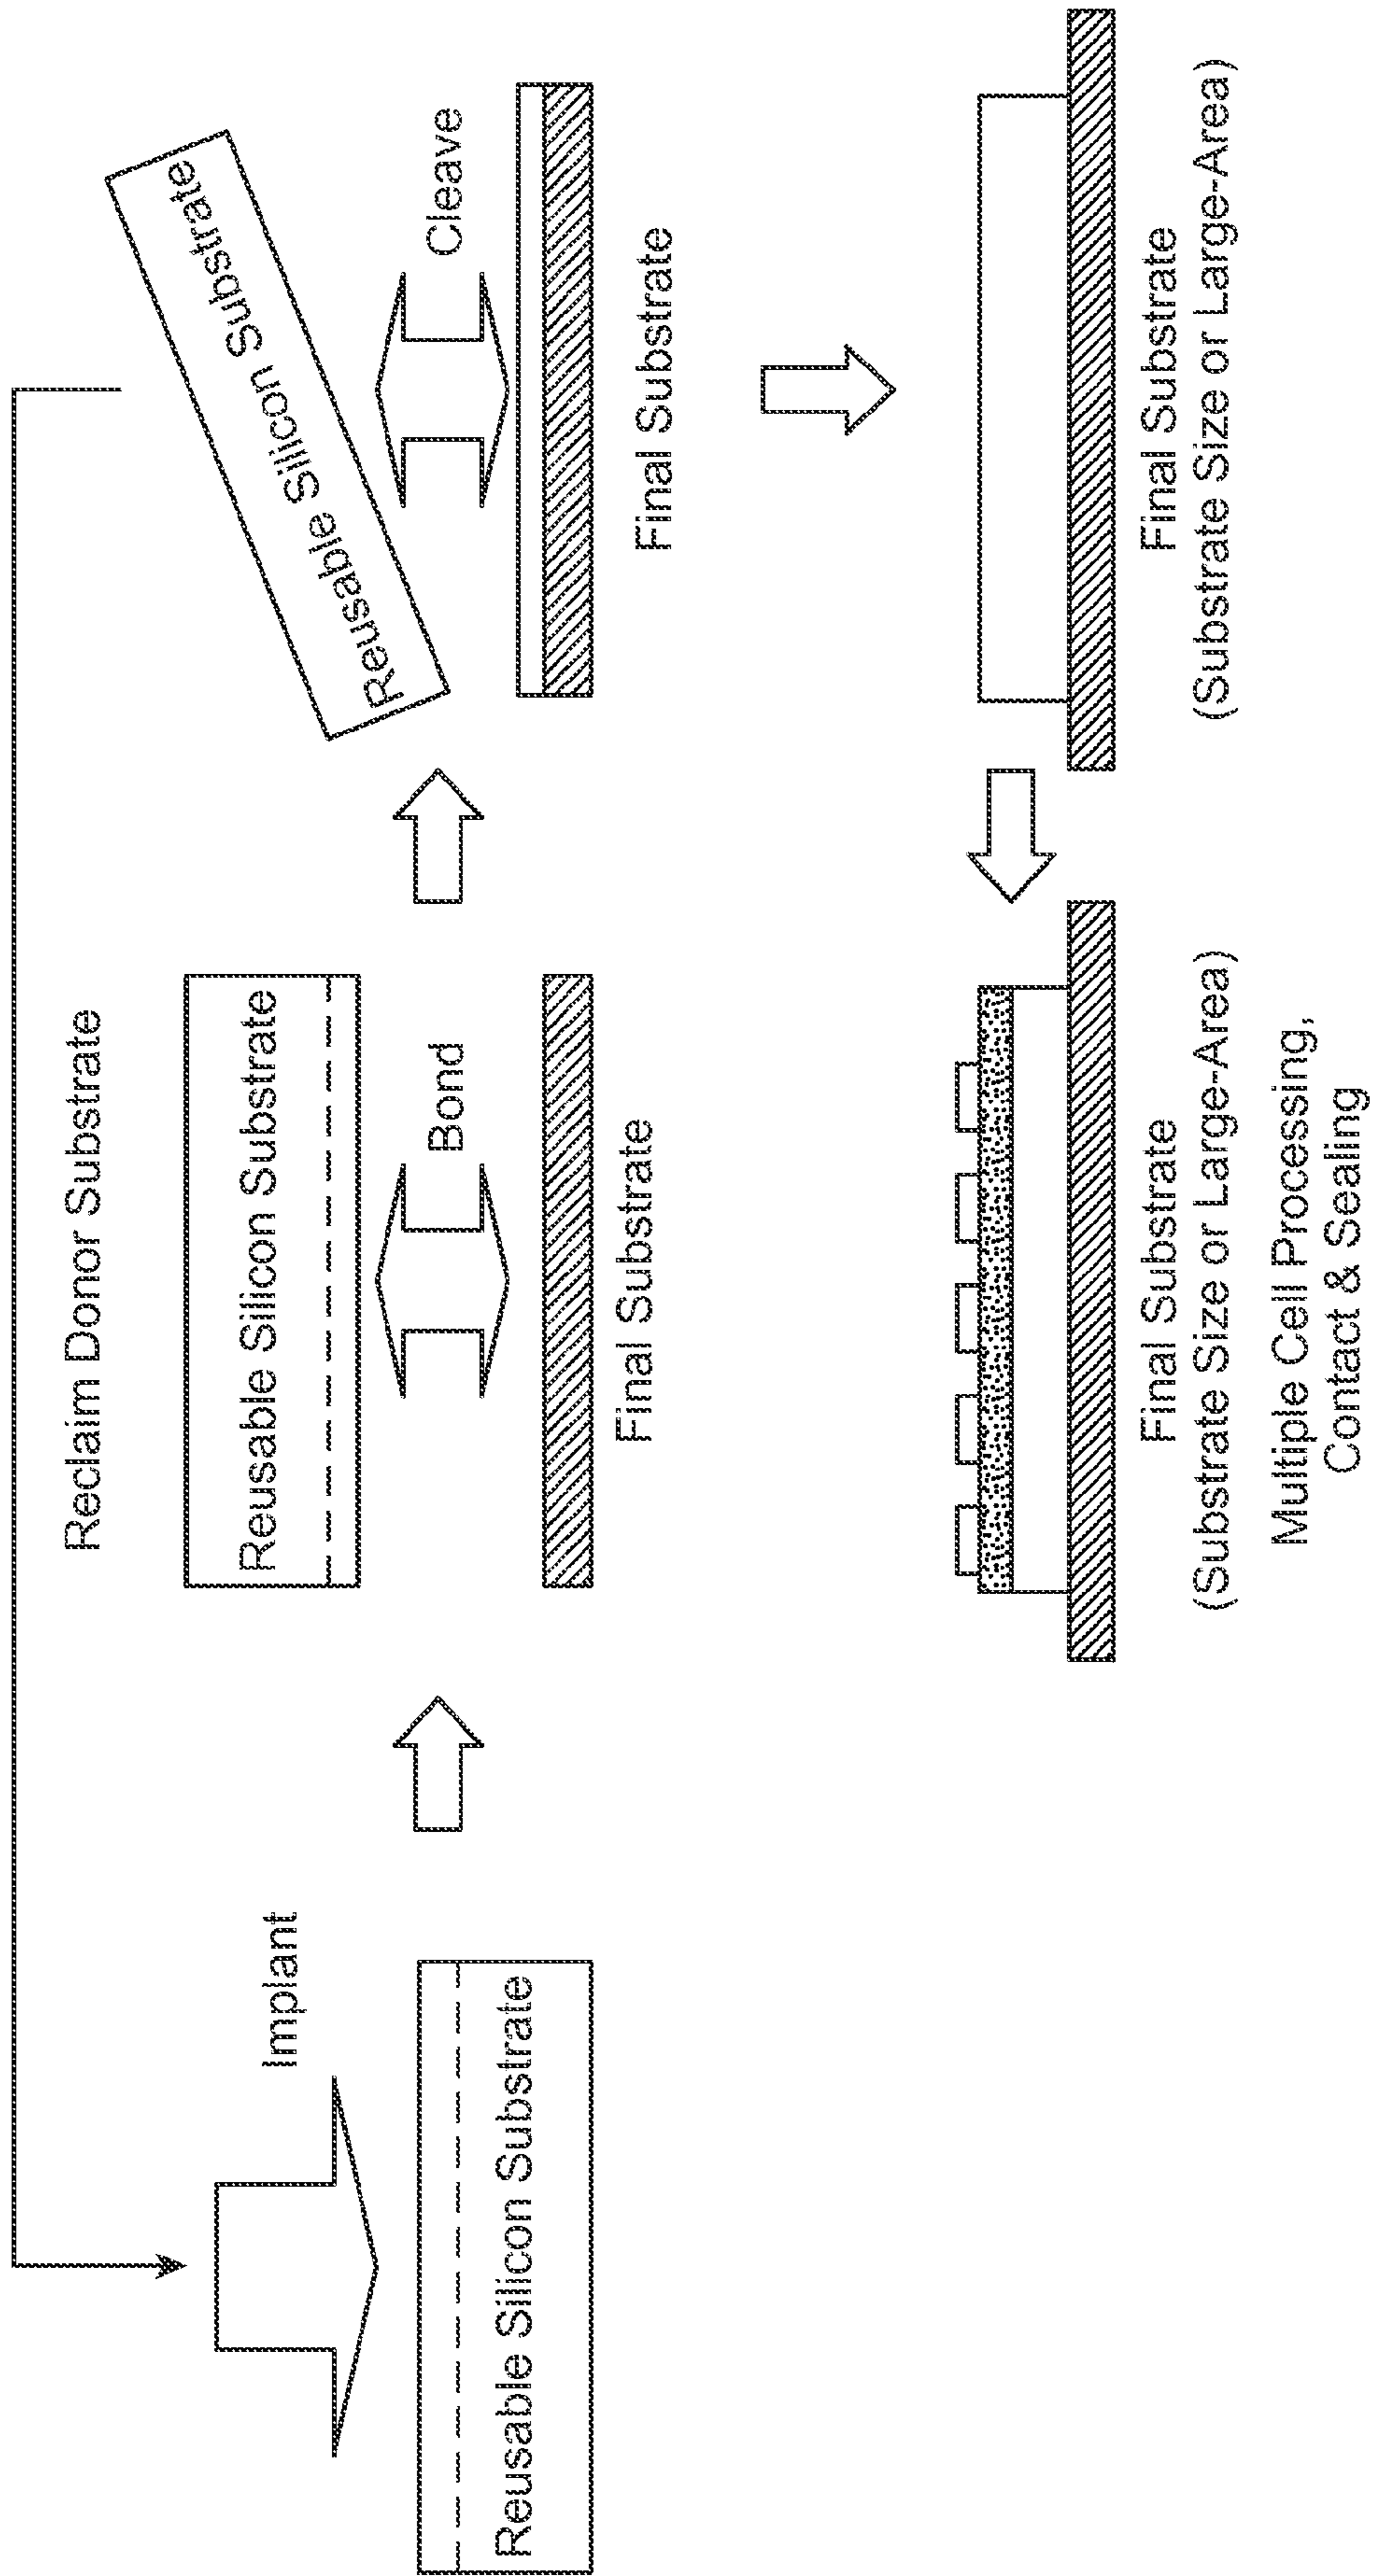 Reclaim Donor Substrate
Implant
Reusable Silicon Substrate
Reusable Silicon Substrate
Bond
Final Substrate
Reusable Silicon Substrate
Cleave
Final Substrate
Final Substrate
(Substrate Size or Large-Area)
Final Substrate
(Substrate Size or Large-Area)
Multiple Cell Processing,
Contact & Sealing